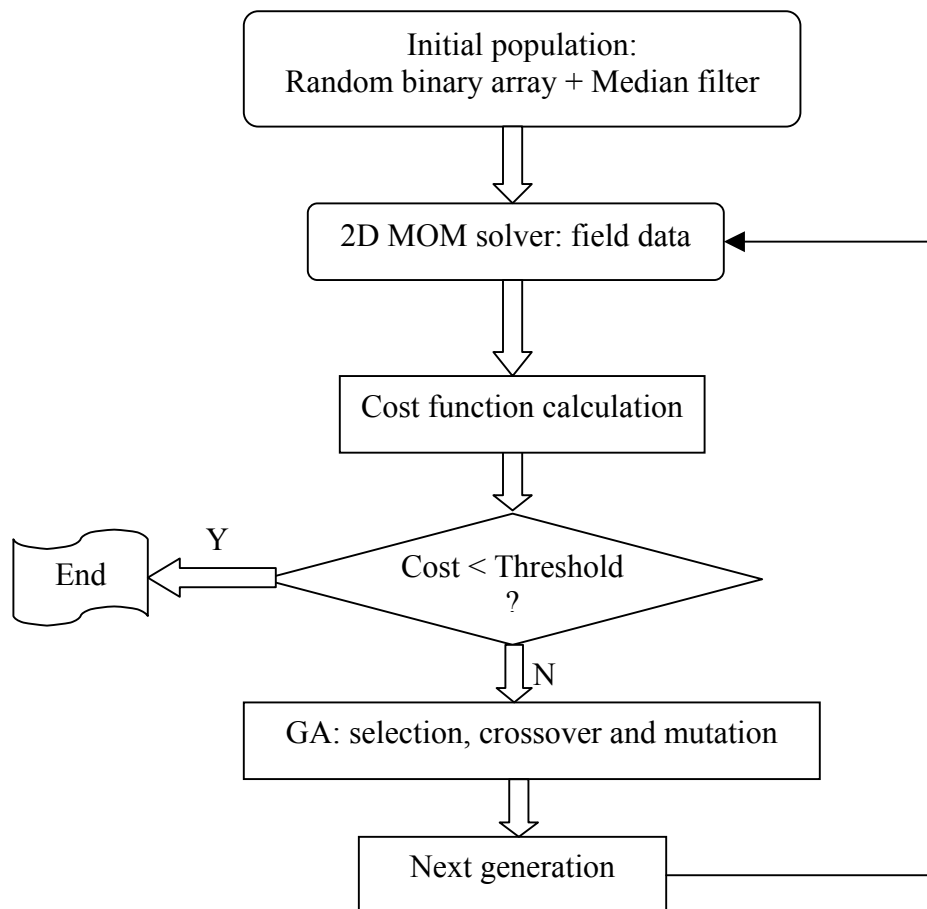 Initial population:
Random binary array + Median filter
2D MOM solver: field data
Cost function calculation
Y
End
Cost < Threshold
?
N
GA: selection, crossover and mutation
Next generation